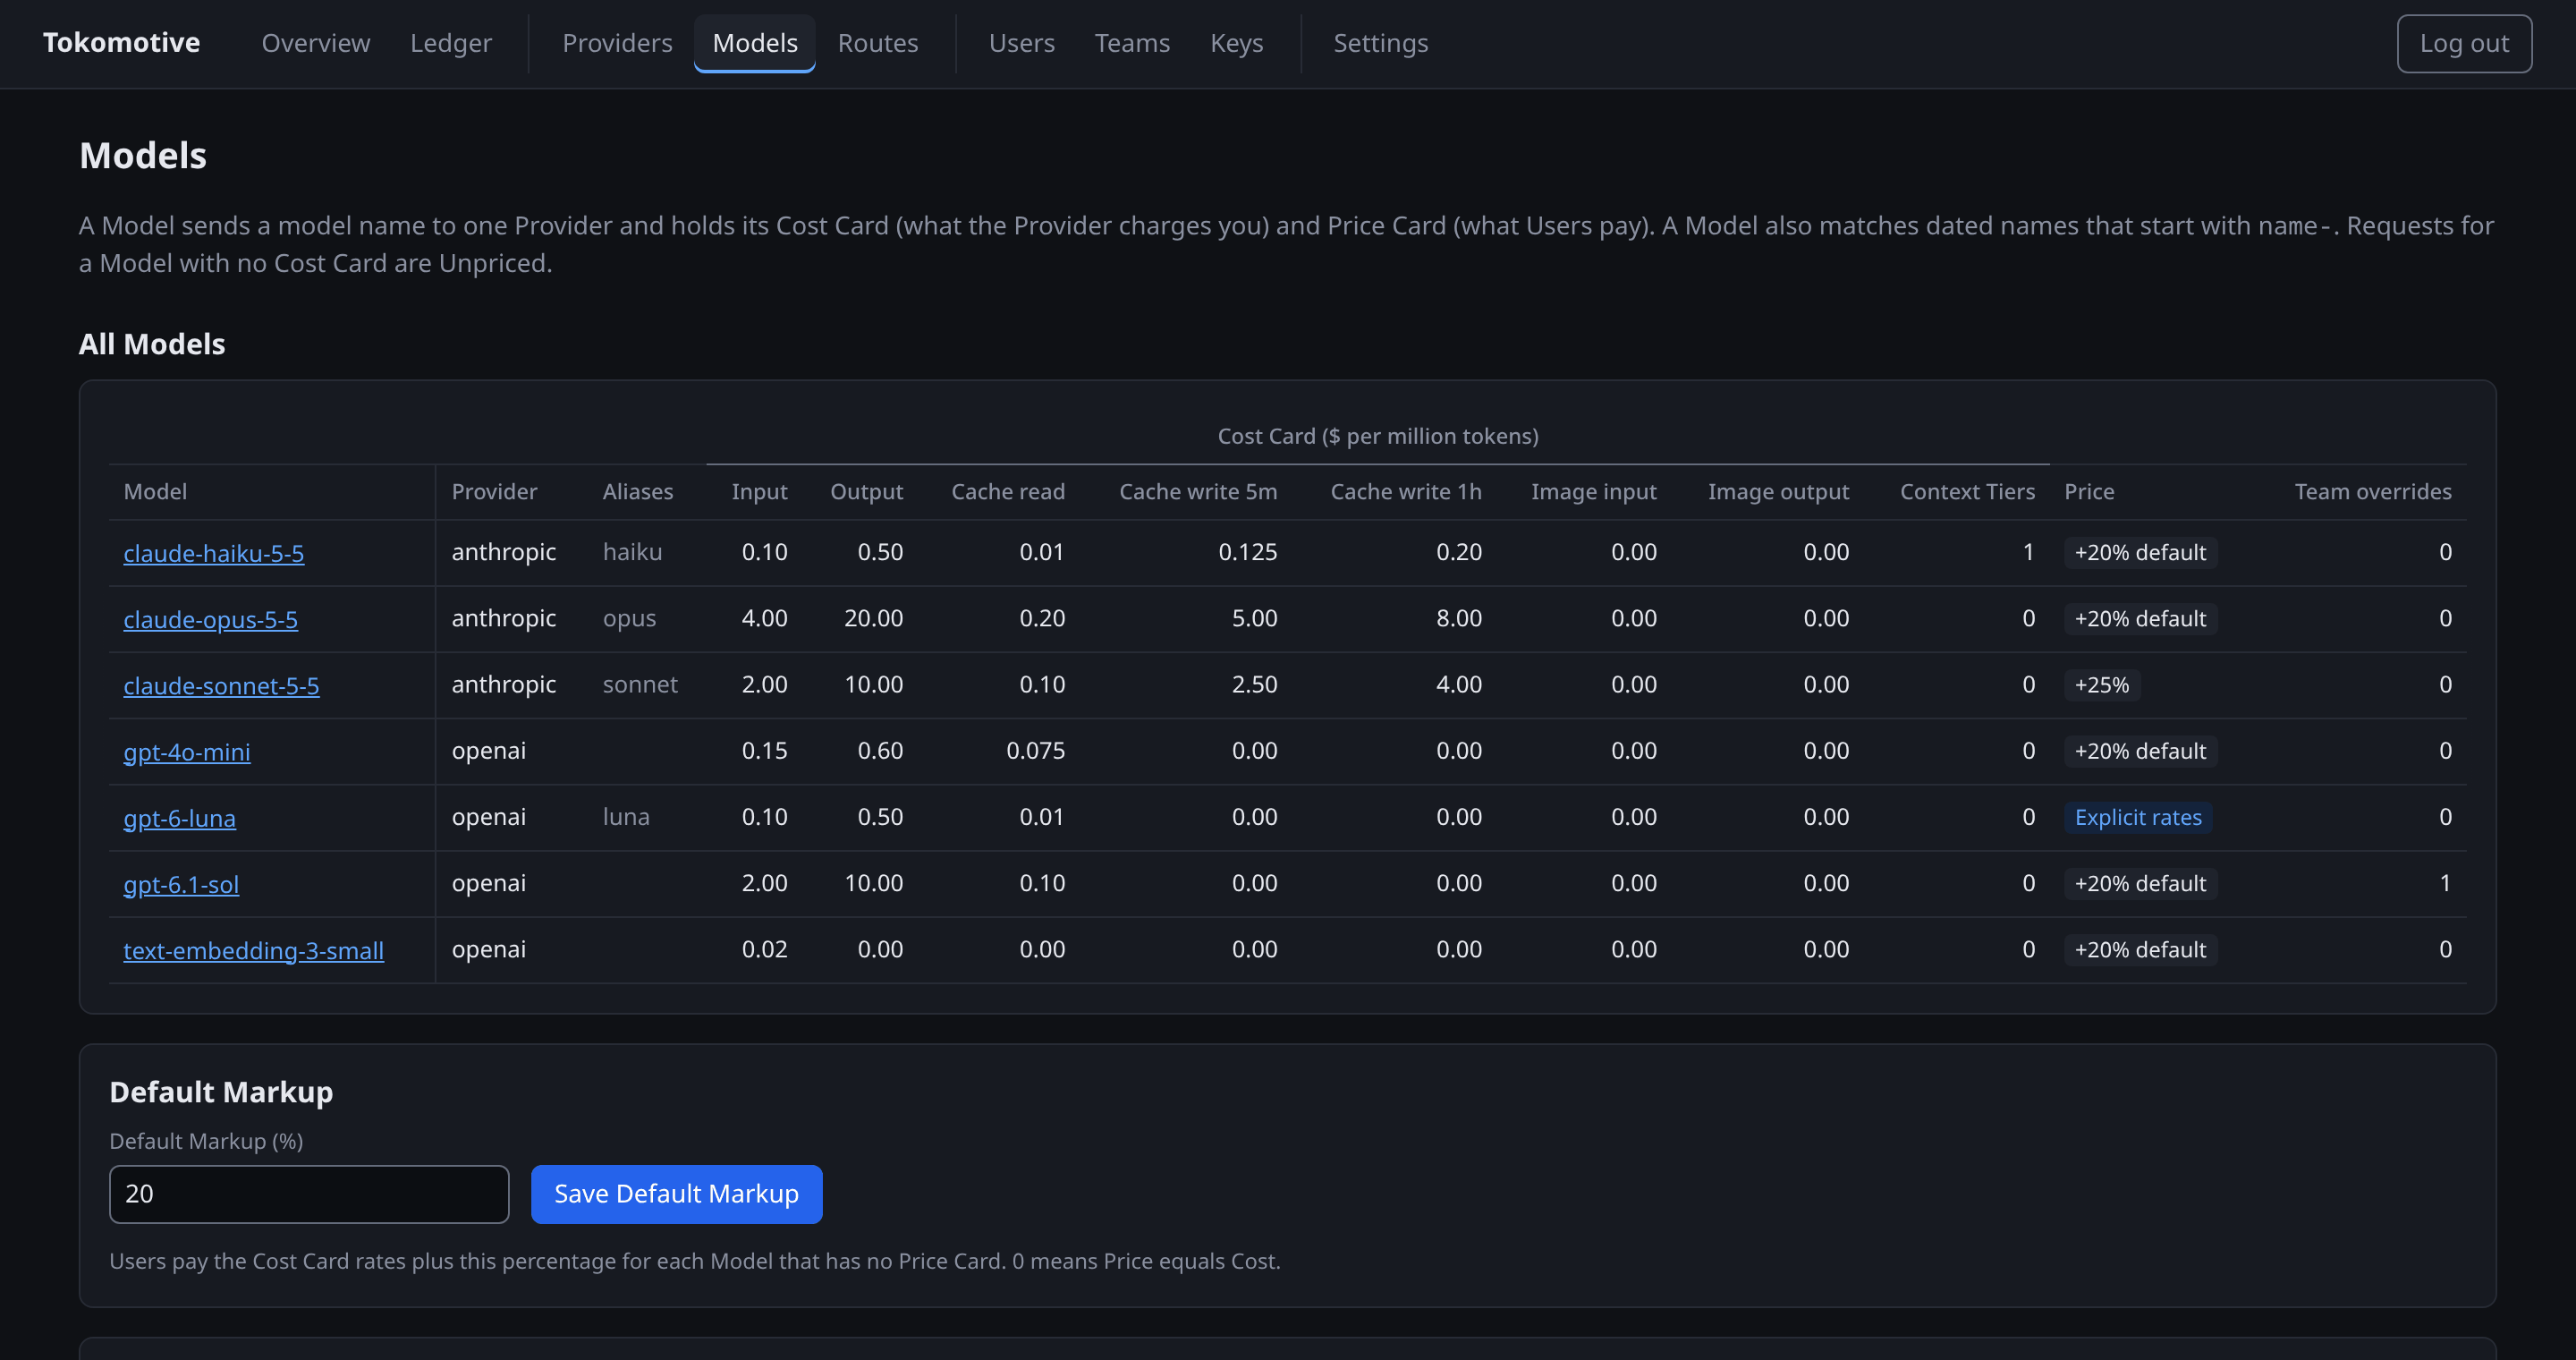 Tokomotive Overview Ledger Providers Models Routes Users Teams Keys Settings Log out
Models
A Model sends a model name to one Provider and holds its Cost Card (what the Provider charges you) and Price Card (what Users pay). A Model also matches dated names that start with name-. Requests for
a Model with no Cost Card are Unpriced.
All Models
Cost Card ($ per million tokens)
Model Provider Aliases Input Output Cache read Cache write 5m Cache write 1h Image input Image output Context Tiers Price Team overrides
claude-haiku-5-5 anthropic haiku 0.10 0.50 0.01 0.125 0.20 0.00 0.00 1 +20% default 0
claude-opus-5-5 anthropic opus 4.00 20.00 0.20 5.00 8.00 0.00 0.00 0 +20% default 0
claude-sonnet-5-5 anthropic sonnet 2.00 10.00 0.10 2.50 4.00 0.00 0.00 0 +25% 0
gpt-4o-mini openai 0.15 0.60 0.075 0.00 0.00 0.00 0.00 0 +20% default 0
gpt-6-luna openai luna 0.10 0.50 0.01 0.00 0.00 0.00 0.00 0 Explicit rates 0
gpt-6.1-sol openai 2.00 10.00 0.10 0.00 0.00 0.00 0.00 0 +20% default 1
text-embedding-3-small openai 0.02 0.00 0.00 0.00 0.00 0.00 0.00 0 +20% default 0
Default Markup
Default Markup (%)
20 Save Default Markup
Users pay the Cost Card rates plus this percentage for each Model that has no Price Card. 0 means Price equals Cost.